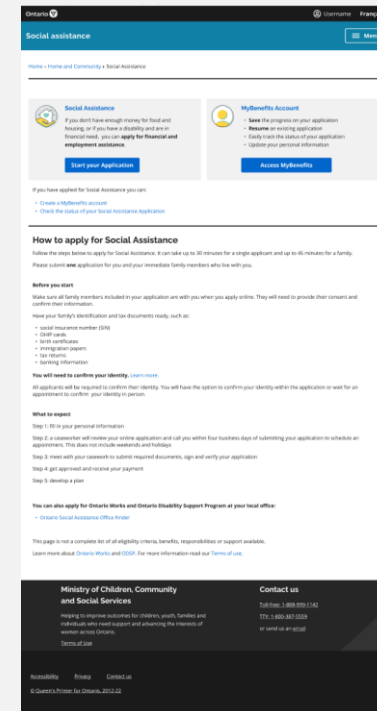 Ontario
Username Franç
Social assistance
Men
Home > Home and Community > Social Assistance
Social Assistance
If you don't have enough money for food and
housing, or if you have a disability and are in
financial need, you can apply for financial and
employment assistance.
Start your Application
MyBenefits Account
- Save the progress on your application
- Resume an existing application
- Easily track the status of your application
- Update your personal information
Access MyBenefits
If you have applied for Social Assistance you can:
• Create a MyBenefits account
• Check the status of your Social Assistance Application
How to apply for Social Assistance
Follow the steps below to apply for Social Assistance. It can take up to 30 minutes for a single applicant and up to 45 minutes for a family.
Please submit one application for you and your immediate family members who live with you.
Before you start
Make sure all family members included in your application are with you when you apply online. They will need to provide their consent and
confirm their information.
Have your family's identification and tax documents ready, such as:
• social insurance number (SIN)
• OHIP cards
• birth certificates
• immigration papers
• tax returns
• banking information
You will need to confirm your identity. Learn more.
All applicants will be required to confirm their identity. You will have the option to confirm your identity within the application or wait for an
appointment to confirm your identity in person.
What to expect
Step 1: fill in your personal information
Step 2: a caseworker will review your online application and call you within four business days of submitting your application to schedule an
appointment. This does not include weekends and holidays
Step 3: meet with your casework to submit required documents, sign and verify your application
Step 4: get approved and receive your payment
Step 5: develop a plan
You can also apply for Ontario Works and Ontario Disability Support Program at your local office:
• Ontario Social Assistance Office Finder
This page is not a complete list of all eligibility criteria, benefits, responsibilities or support available.
Learn more about Ontario Works and ODSP. For more information read our Terms of use.
Ministry of Children, Community
and Social Services
Helping to improve outcomes for children, youth, families and
individuals who need support and advancing the interests of
women across Ontario.
Terms of Use
Contact us
Toll-free: 1-888-999-1142
TTY: 1-800-387-5559
or send us an email
Accessibility Privacy Contact us
© Queen's Printer for Ontario, 2012-22